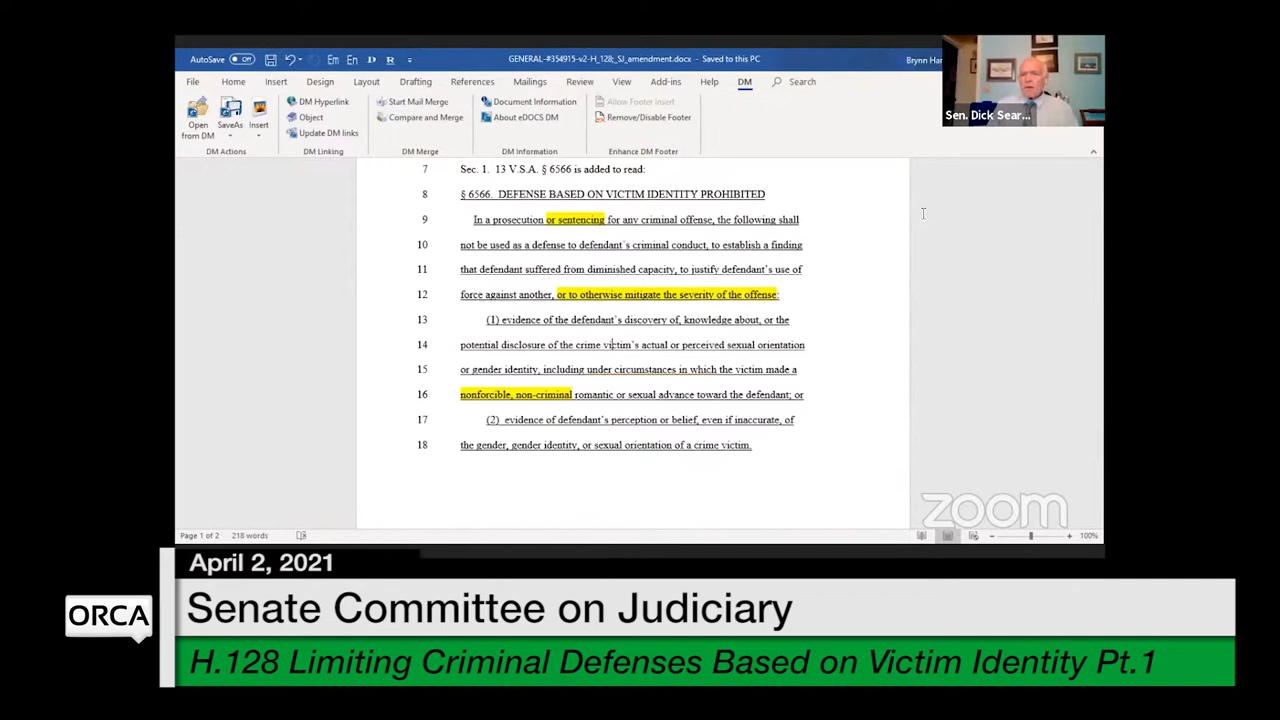 AutoSave Off Em En D R GENERAL-#354915-v2-H_128;_SJ_amendment.docx - Saved to this PC Brynn Har
File Home Insert Design Layout Draft References Mailings Review View Add-ins Help DM Search
Open from DM
SaveAs
Insert
DM Hyperlink
Object
Update DM links
Start Mail Merge
Compare and Merge
Document Information
About eDOCS DM
Allow Footer Insert
Remove/Disable Footer
DM Actions DM Linking DM Merge DM Information Enhance DM Footer
Sen. Dick Sear...
7 Sec. 1. 13 V.S.A. § 6566 is added to read:
8 § 6566. DEFENSE BASED ON VICTIM IDENTITY PROHIBITED
9 In a prosecution or sentencing for any criminal offense, the following shall
10 not be used as a defense to defendant's criminal conduct, to establish a finding
11 that defendant suffered from diminished capacity, to justify defendant's use of
12 force against another, or to otherwise mitigate the severity of the offense:
13 (1) evidence of the defendant's discovery of, knowledge about, or the
14 potential disclosure of the crime victim's actual or perceived sexual orientation
15 or gender identity, including under circumstances in which the victim made a
16 nonforcible, non-criminal romantic or sexual advance toward the defendant; or
17 (2) evidence of defendant's perception or belief, even if inaccurate, of
18 the gender, gender identity, or sexual orientation of a crime victim.
zoom
Page 1 of 2 218 words 100%
April 2, 2021
ORCA
Senate Committee on Judiciary
H.128 Limiting Criminal Defenses Based on Victim Identity Pt.1